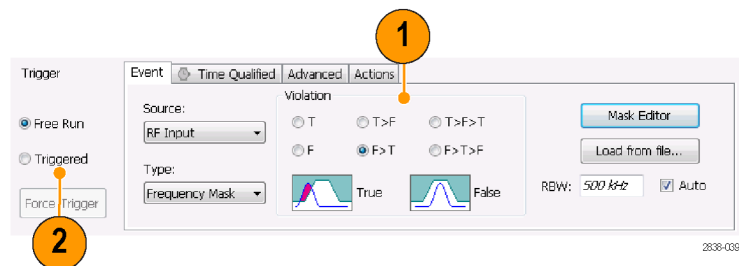 1
Trigger
Event Time Qualified Advanced Actions
Free Run
Triggered
Force Trigger
2
Source:
RF Input
Type:
Frequency Mask
Violation
T T>F T>F>T
F F>T F>T>F
True False
Mask Editor
Load from file...
RBW: 500 kHz Auto
2838-039